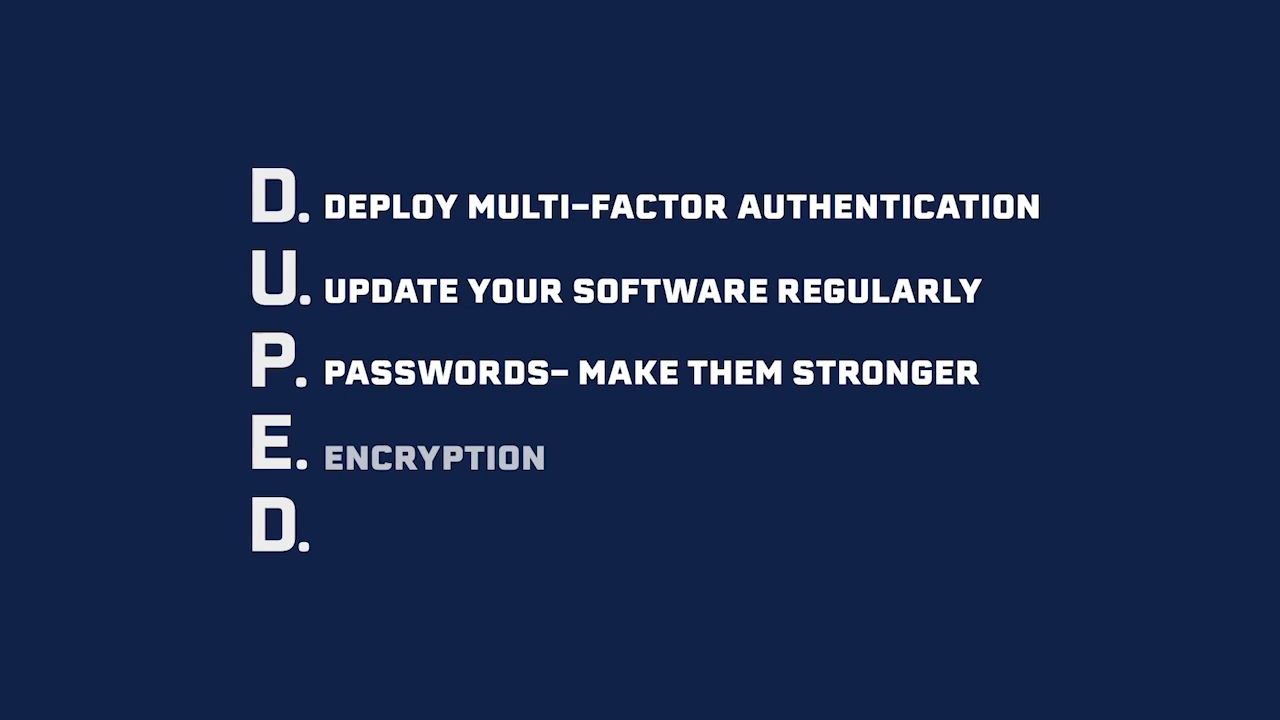 D. DEPLOY MULTI-FACTOR AUTHENTICATION
U. UPDATE YOUR SOFTWARE REGULARLY
P. PASSWORDS- MAKE THEM STRONGER
E. ENCRYPTION
D.